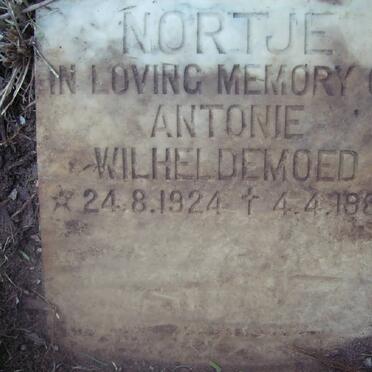 NORTJE
IN LOVING MEMORY
ANTONIE
WILHELDEMOED
☆ 24.8.1924 † 4.4.198